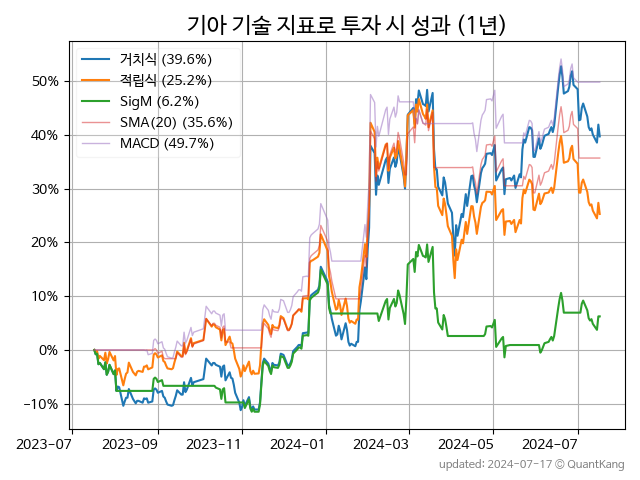 기아 기술 지표로 투자 시 성과 (1년)
거치식 (39.6%)
적립식 (25.2%)
SigM (6.2%)
SMA(20) (35.6%)
MACD (49.7%)
50%
40%
30%
20%
10%
0%
−10%
2023-07 2023-09 2023-11 2024-01 2024-03 2024-05 2024-07
updated: 2024-07-17 © QuantKang